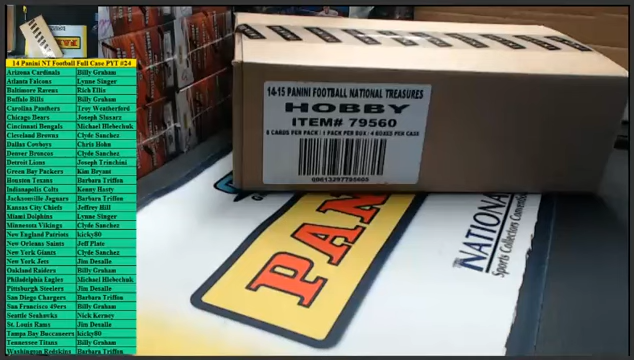 14 Panini NT Football Full Case PYT #24
Arizona Cardinals Billy Graham
Atlanta Falcons Lynne Singer
Baltimore Ravens Rich Ellis
Buffalo Bills Billy Graham
Carolina Panthers Troy Weatherford
Chicago Bears Joseph Slusarz
Cincinnati Bengals Michael Hlebechuk
Cleveland Browns Clyde Sanchez
Dallas Cowboys Chris Hohn
Denver Broncos Clyde Sanchez
Detroit Lions Joseph Trinchini
Green Bay Packers Kim Bryant
Houston Texans Barbara Triffon
Indianapolis Colts Kenny Hasty
Jacksonville Jaguars Barbara Triffon
Kansas City Chiefs Jeffrey Hill
Miami Dolphins Lynne Singer
Minnesota Vikings Clyde Sanchez
New England Patriots kicky80
New Orleans Saints Jeff Plate
New York Giants Clyde Sanchez
New York Jets Jim
Oakland Raiders Billy Graham
Philadelphia Eagles Michael Hlebechuk
Pittsburgh Steelers Jim
San Diego Chargers Barbara Triffon
San Francisco 49ers Billy Graham
Seattle Seahawks Nick Kerney
St. Louis Rams Jim
Tampa Bay Buccaneers kicky80
Tennessee Titans Billy Graham
Washington Redskins Barbara Triffon
14-15 PANINI FOOTBALL NATIONAL TREASURES
HOBBY
ITEM# 79560
8 CARDS PER PACK / 1 PACK PER BOX / 4 BOXES PER CASE
PANI
NATIONAL
Sports Collectors Convention